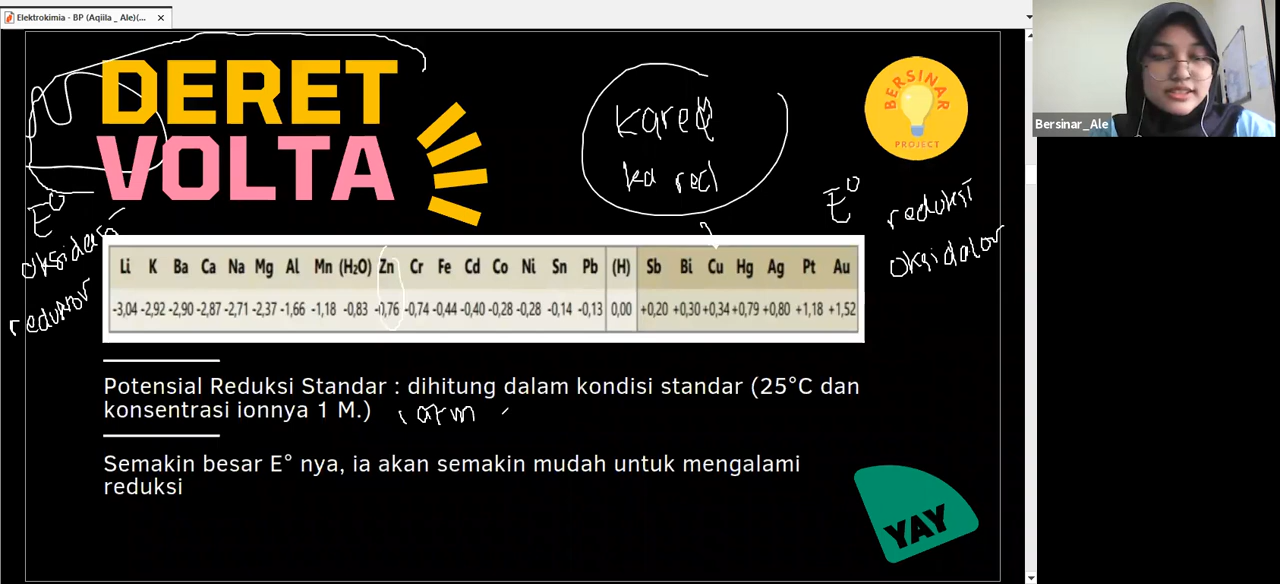 Elektrokimia - BP (Aqiila _ Ale)(...
DERET
VOLTA
BERSINAR
PROJECT
Bersinar_Ale
ka red
E° reduksi
oksidator
E°
oksidasi
reduktor
Li K Ba Ca Na Mg Al Mn (H₂O) Zn Cr Fe Cd Co Ni Sn Pb (H) Sb Bi Cu Hg Ag Pt Au
-3,04 -2,92 -2,90 -2,87 -2,71 -2,37 -1,66 -1,18 -0,83 -0,76 -0,74 -0,44 -0,40 -0,28 -0,28 -0,14 -0,13 0,00 +0,20 +0,30 +0,34 +0,79 +0,80 +1,18 +1,52
Potensial Reduksi Standar : dihitung dalam kondisi standar (25°C dan
konsentrasi ionnya 1 M.) 1 atm
Semakin besar E° nya, ia akan semakin mudah untuk mengalami
reduksi
YAY